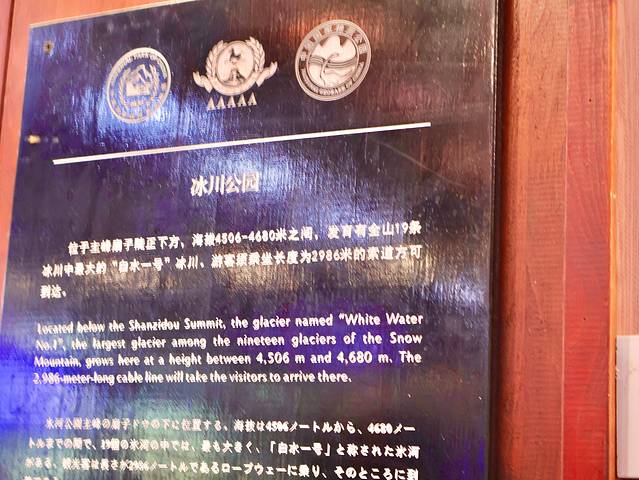 AAAAA
冰川公园
位于主峰扇子陡正下方，海拔4506-4680米之间，发育有全山19条
冰川中最大的“白水一号”冰川。游客须乘坐长度为2986米的索道方可
到达。
Located below the Shanzidou Summit, the glacier named "White Water
No.1", the largest glacier among the nineteen glaciers of the Snow
Mountain, grows here at a height between 4,506 m and 4,680 m. The
2,986-meter-long cable line will take the visitors to arrive there.
氷河公園主峰の扇子ドウの下に位置する。海抜は4506メートルから、4680メー
トルまでの間で、19個の氷河の中では、最も大きく、「白水一号」と称された氷河
がある。観光客は長さが2986メートルであるロープウェーに乗り、そのところに到